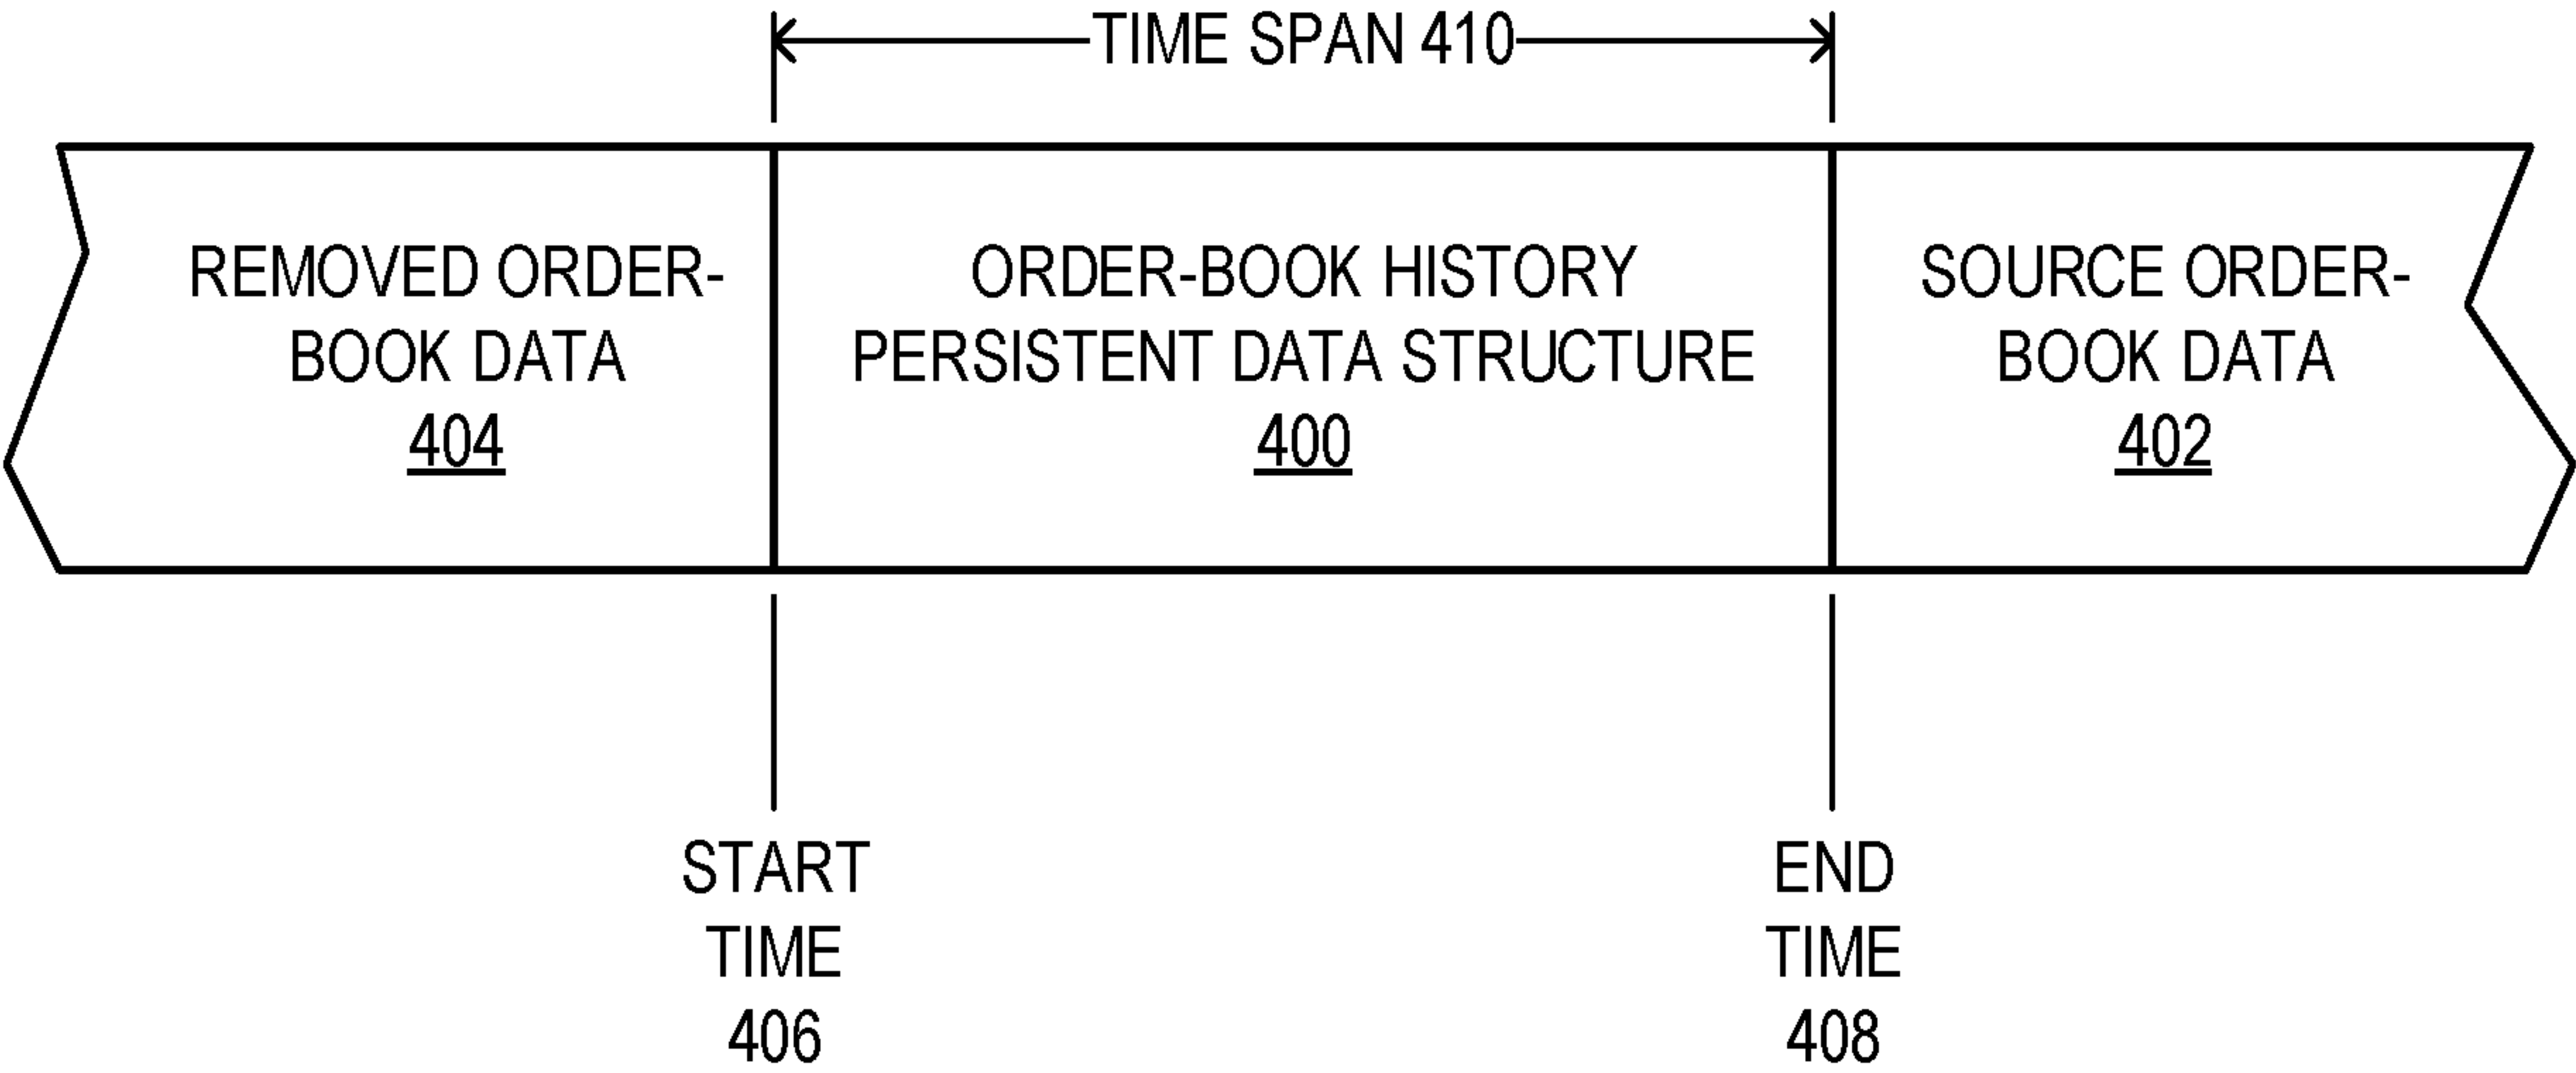 TIME SPAN 410
REMOVED ORDER-
BOOK DATA
404
ORDER-BOOK HISTORY
PERSISTENT DATA STRUCTURE
400
SOURCE ORDER-
BOOK DATA
402
START
TIME
406
END
TIME
408